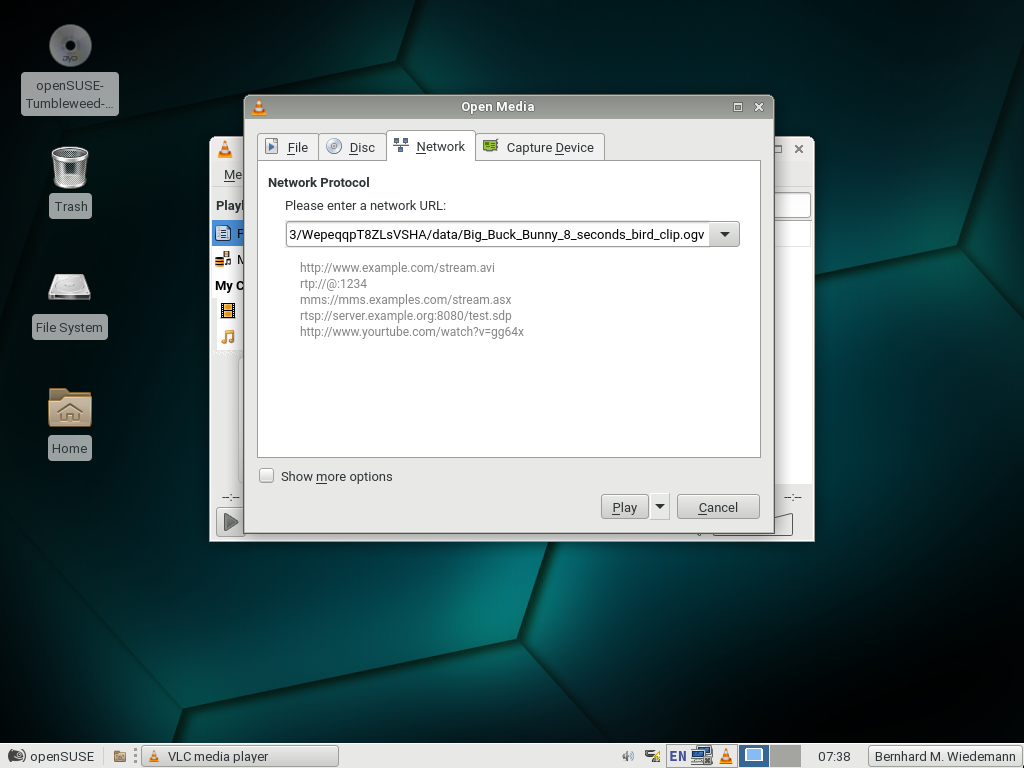 openSUSE-
Tumbleweed-...
Trash
File System
Home
Open Media
File
Disc
Network
Capture Device
Network Protocol
Please enter a network URL:
3/WepeqqpT8ZLsVSHA/data/Big_Buck_Bunny_8_seconds_bird_clip.ogv
http://www.example.com/stream.avi
rtp://@:1234
mms://mms.examples.com/stream.asx
rtsp://server.example.org:8080/test.sdp
http://www.yourtube.com/watch?v=gg64x
Show more options
Play
Cancel
Me
Playl
F
M
My C
--:--
--:--
openSUSE
VLC media player
EN
07:38
Bernhard M. Wiedemann